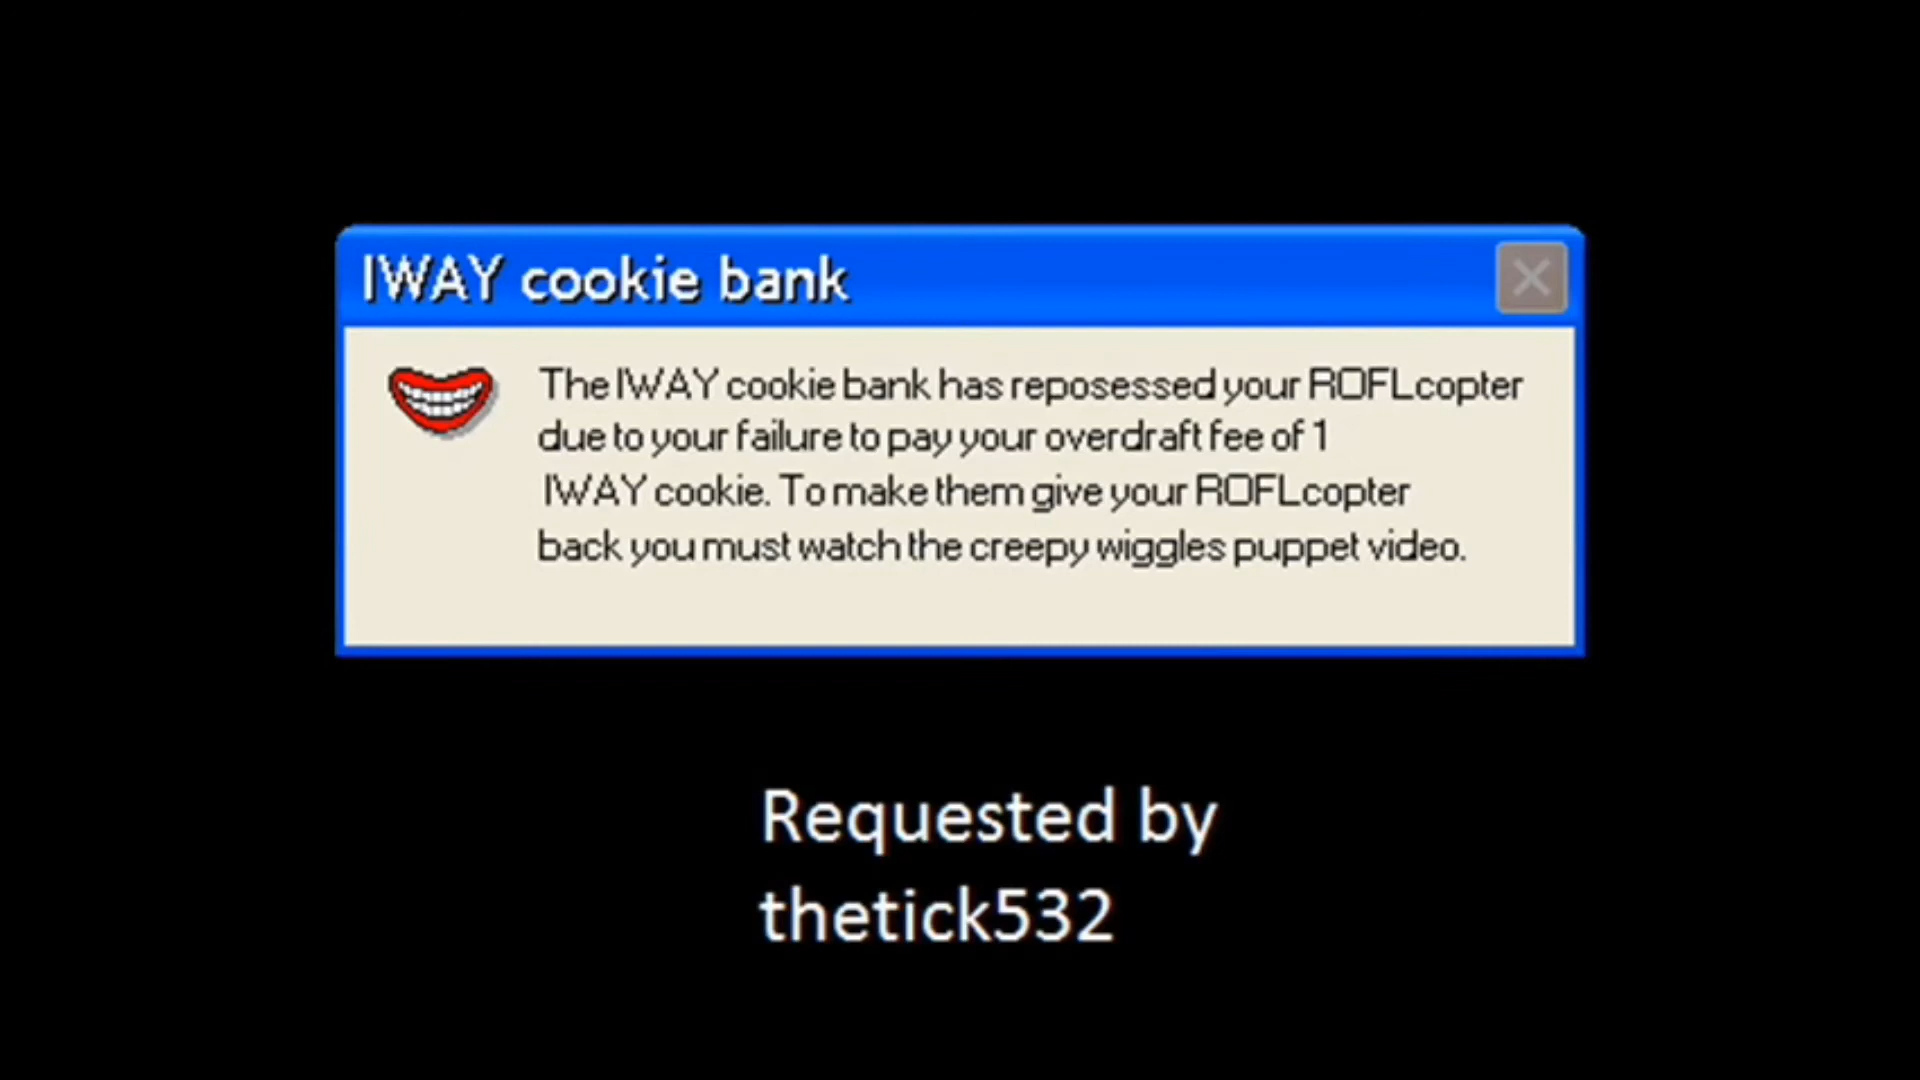 IWAY cookie bank
The IWAY cookie bank has reposessed your ROFLcopter
due to your failure to pay your overdraft fee of 1
IWAY cookie. To make them give your ROFLcopter
back you must watch the creepy wiggles puppet video.
Requested by
thetick532